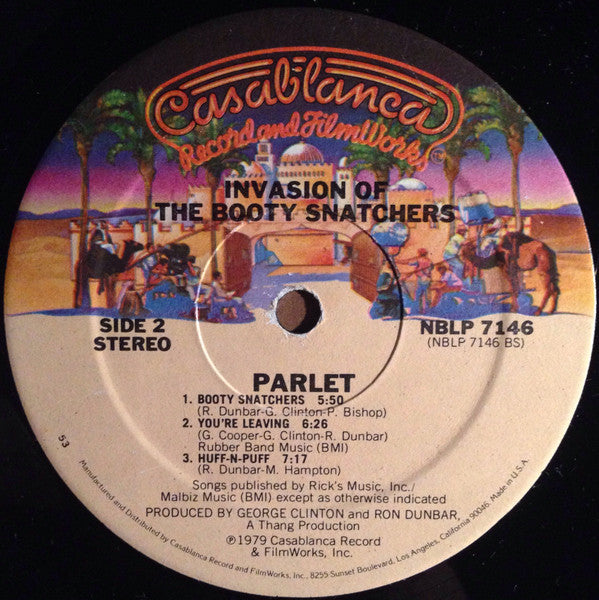 Casablanca
Record and FilmWorks
INVASION OF
THE BOOTY SNATCHERS
SIDE 2
STEREO
NBLP 7146
(NBLP 7146 BS)
PARLET
1. BOOTY SNATCHERS 5:50
(R. Dunbar-G. Clinton-P. Bishop)
2. YOU'RE LEAVING 6:26
(G. Cooper-G. Clinton-R. Dunbar)
Rubber Band Music (BMI)
3. HUFF-N-PUFF 7:17
(R. Dunbar-M. Hampton)
Songs published by Rick's Music, Inc./
Malbiz Music (BMI) except as otherwise indicated
PRODUCED BY GEORGE CLINTON and RON DUNBAR,
A Thang Production
℗1979 Casablanca Record
& FilmWorks, Inc.
53
Manufactured and Distributed by Casablanca Record and FilmWorks, Inc., 8255 Sunset Boulevard, Los Angeles, California 90046. Made in U.S.A.